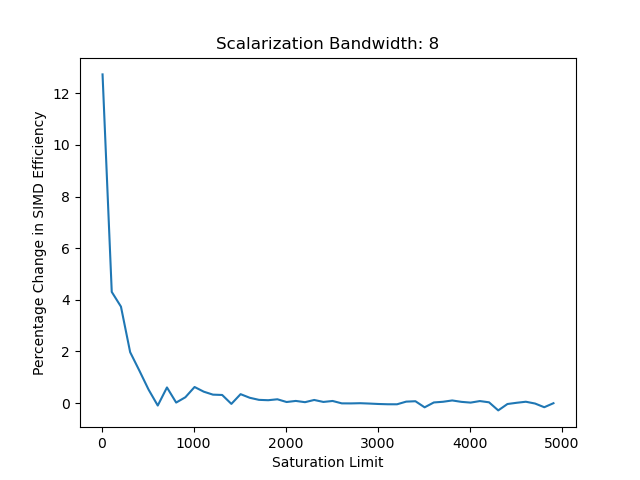 Scalarization Bandwidth: 8
Percentage Change in SIMD Efficiency
12
10
8
6
4
2
0
0 1000 2000 3000 4000 5000
Saturation Limit